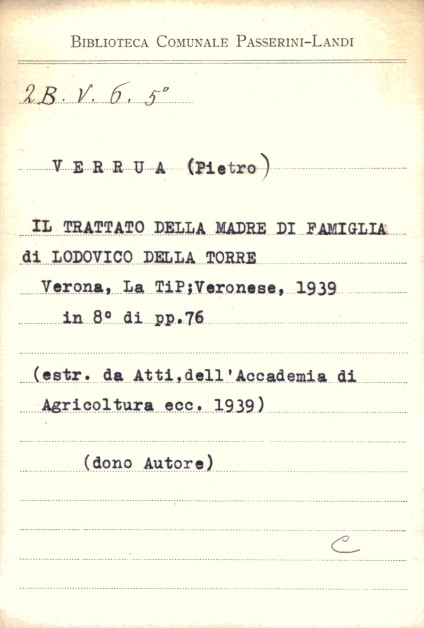 BIBLIOTECA COMUNALE PASSERINI-LANDI
2B. V. 6. 5°
VERRUA (Pietro)
IL TRATTATO DELLA MADRE DI FAMIGLIA
di LODOVICO DELLA TORRE
Verona, La TiP;Veronese, 1939
in 8° di pp.76
(estr. da Atti,dell'Accademia di
Agricoltura ecc. 1939)
(dono Autore)
C